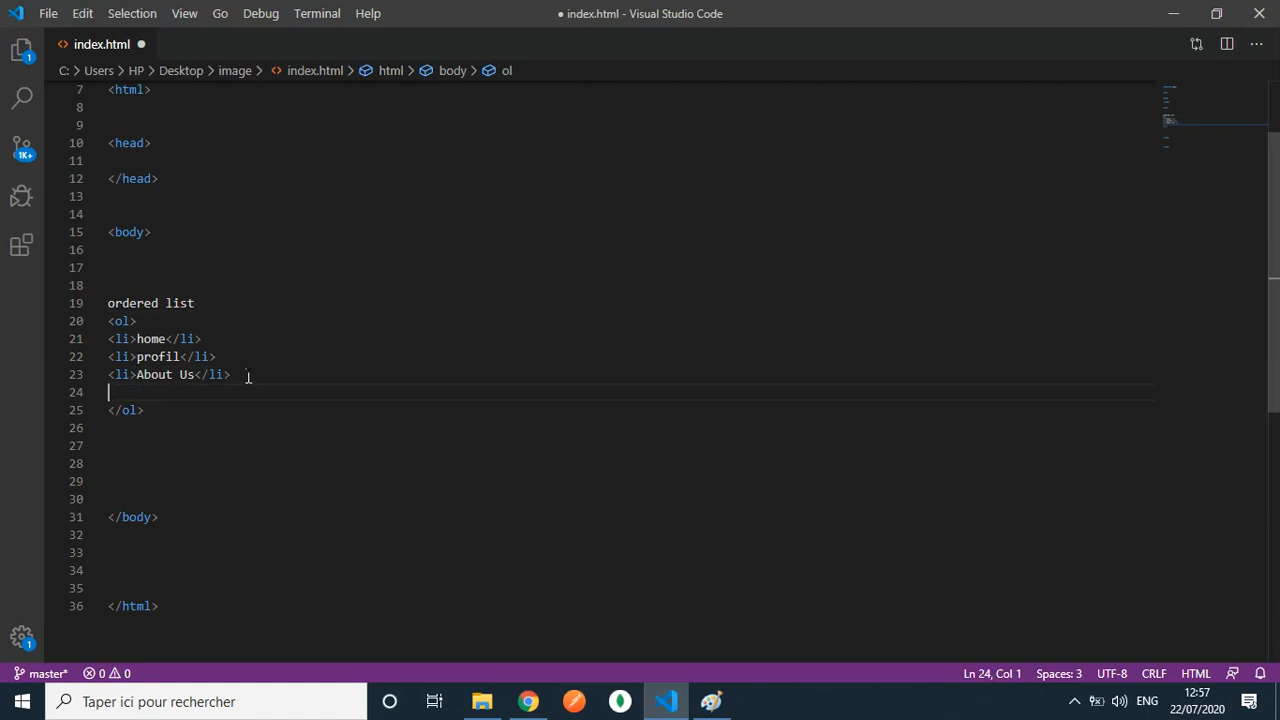 File Edit Selection View Go Debug Terminal Help
● index.html - Visual Studio Code
index.html
C: > Users > HP > Desktop > image > index.html > html > body > ol
1
1K+
7 <html>
8
9
10 <head>
11
12 </head>
13
14
15 <body>
16
17
18
19 ordered list
20 <ol>
21 <li>home</li>
22 <li>profil</li>
23 <li>About Us</li>
24
25 </ol>
26
27
28
29
30
31 </body>
32
33
34
35
36 </html>
1
master* 0 0 Ln 24, Col 1 Spaces: 3 UTF-8 CRLF HTML
Taper ici pour rechercher
ENG
12:57
22/07/2020